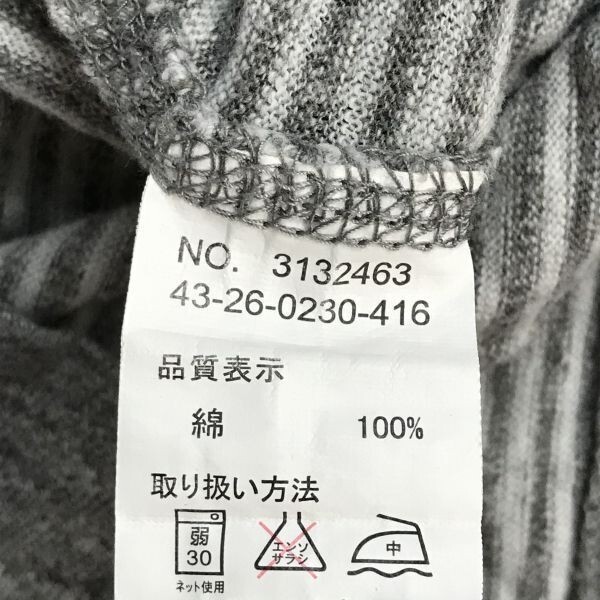 NO. 3132463
43-26-0230-416
品質表示
綿 100%
取り扱い方法
弱
30
エンソ
サラシ
中
ネット使用